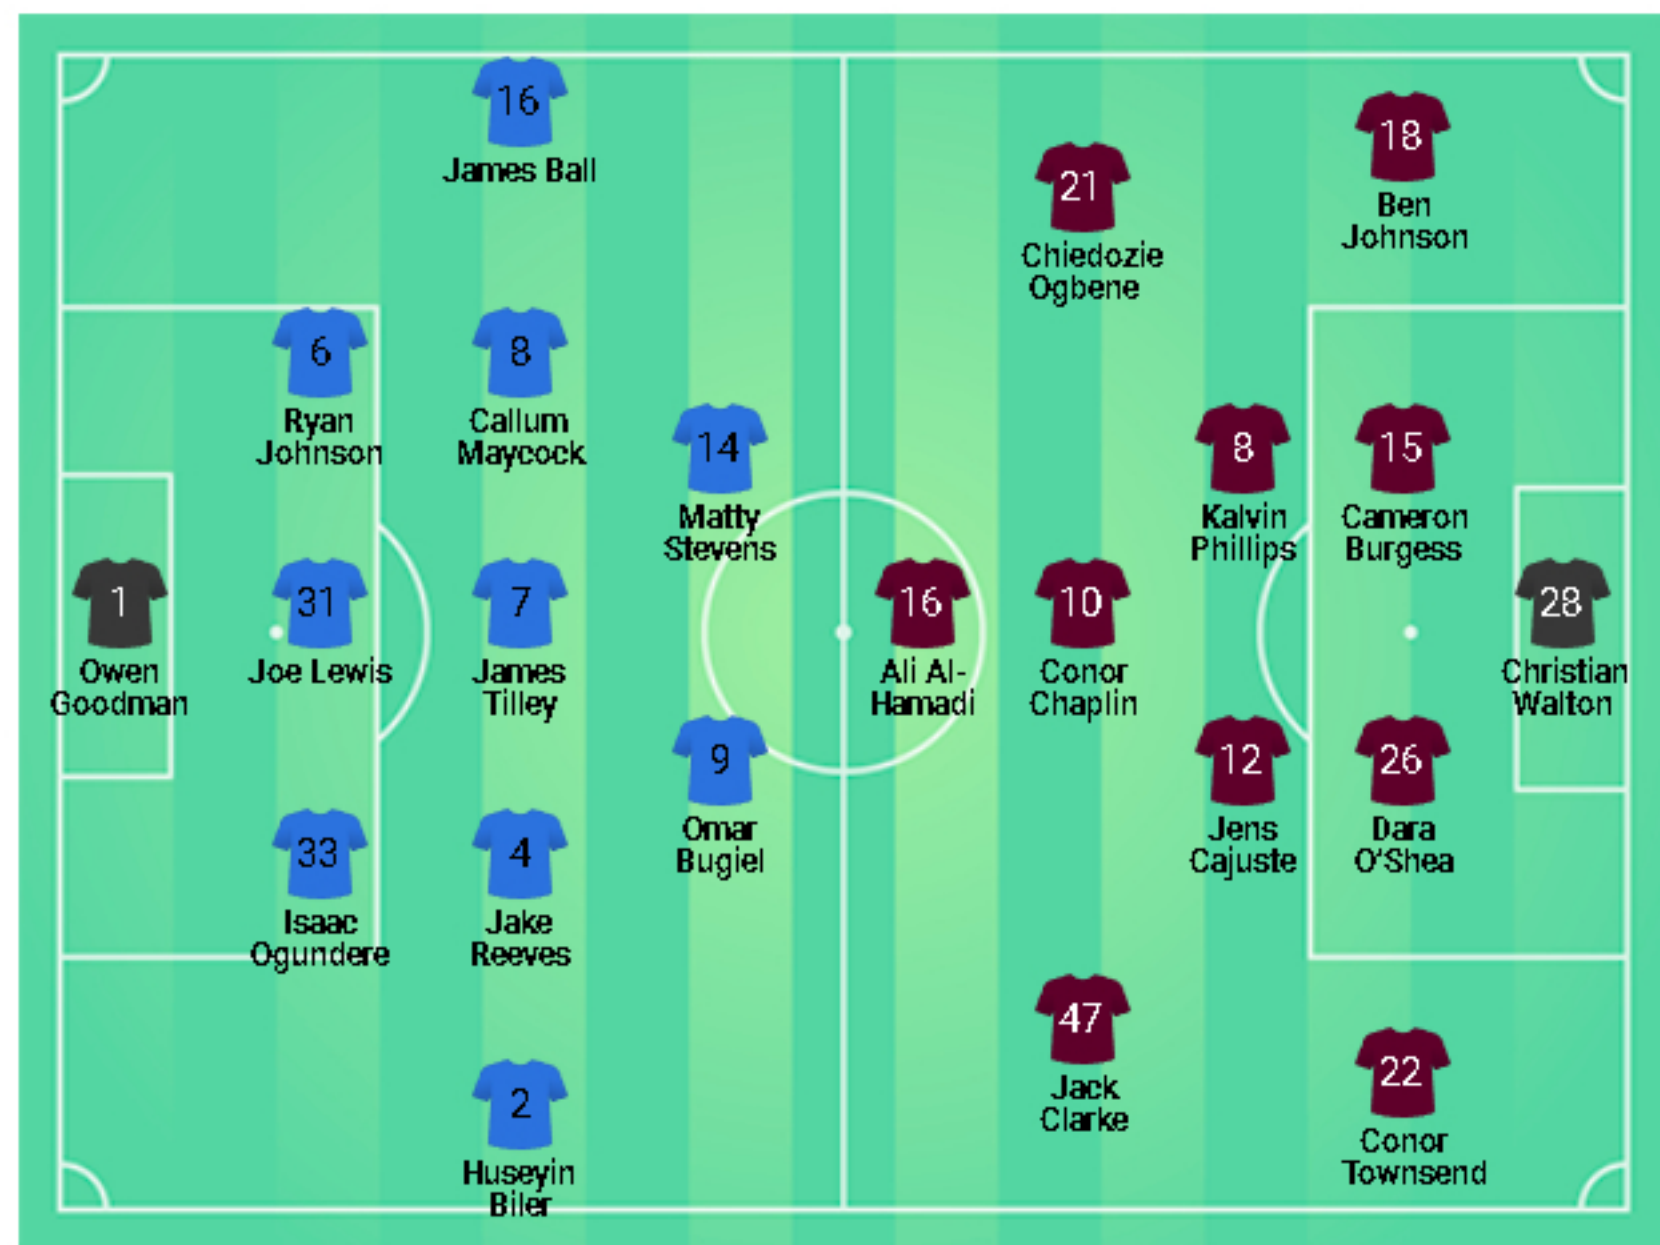 1
Owen
Goodman
6
Ryan
Johnson
31
Joe Lewis
33
Isaac
Ogundere
16
James Ball
8
Callum
Maycock
7
James
Tilley
4
Jake
Reeves
2
Huseyin
Biler
14
Matty
Stevens
9
Omar
Bugiel
16
Ali Al-
Hamadi
21
Chiedozie
Ogbene
10
Conor
Chaplin
47
Jack
Clarke
8
Kalvin
Phillips
12
Jens
Cajuste
18
Ben
Johnson
15
Cameron
Burgess
26
Dara
O'Shea
22
Conor
Townsend
28
Christian
Walton